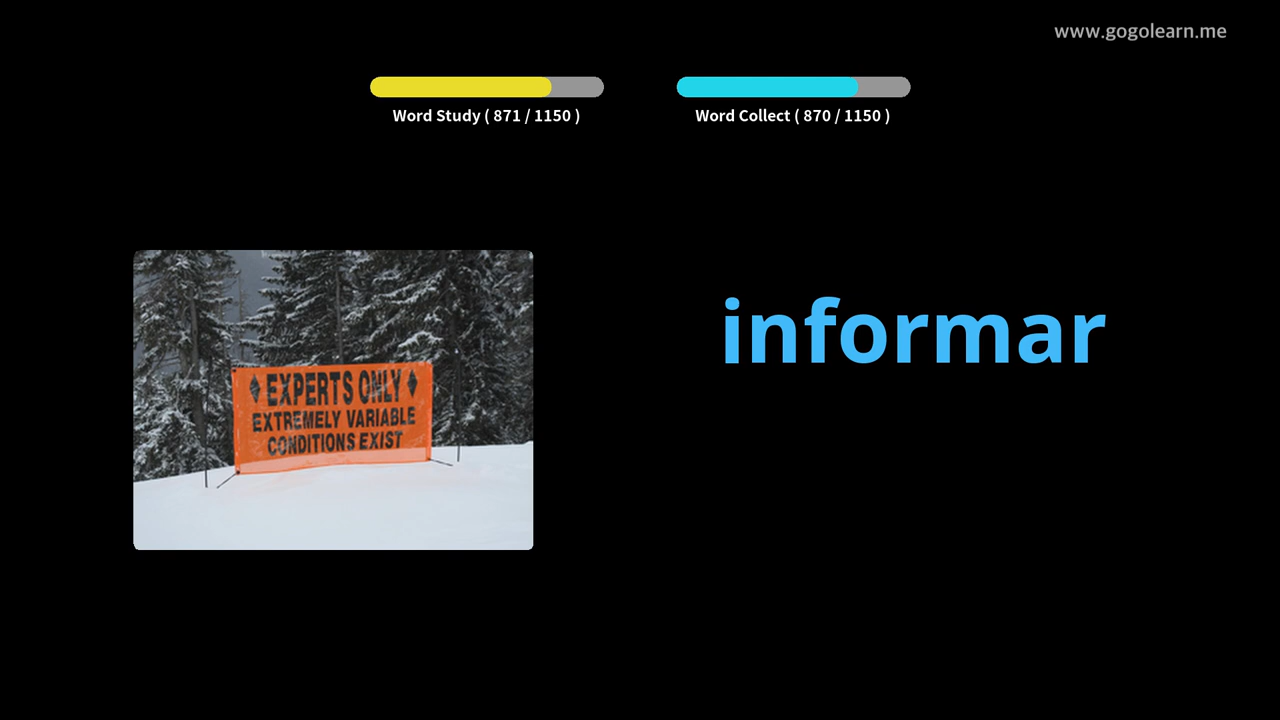 www.gogolearn.me
Word Study ( 871 / 1150 )
Word Collect ( 870 / 1150 )
informar
EXPERTS ONLY
EXTREMELY VARIABLE
CONDITIONS EXIST